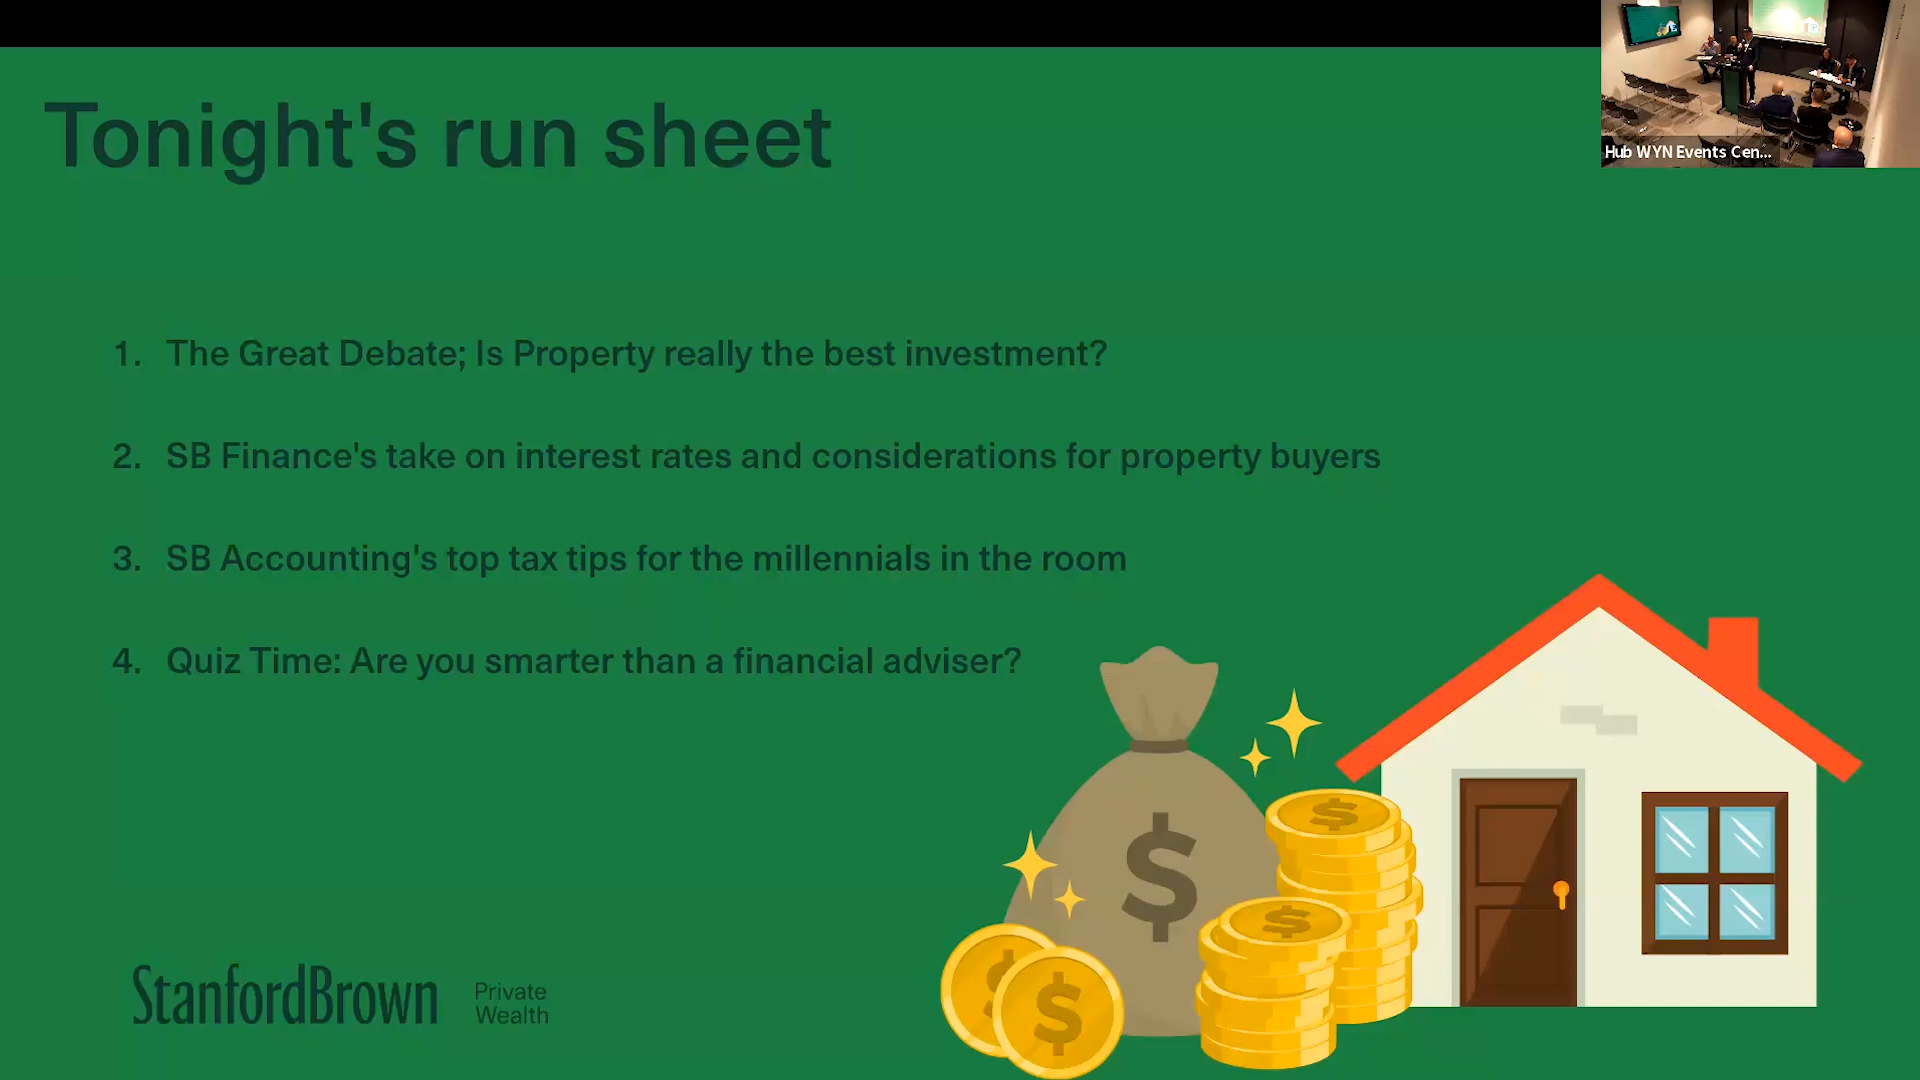 Tonight's run sheet
Hub WYN Events Cen...
1. The Great Debate; Is Property really the best investment?
2. SB Finance's take on interest rates and considerations for property buyers
3. SB Accounting's top tax tips for the millennials in the room
4. Quiz Time: Are you smarter than a financial adviser?
$
$
$
$
$
StanfordBrown
Private
Wealth